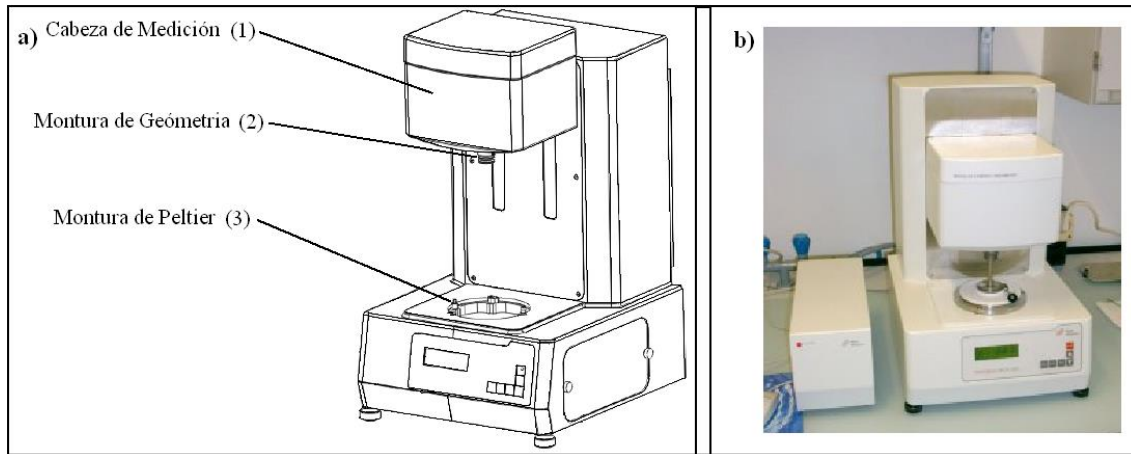 a) Cabeza de Medición (1)
Montura de Geómetria (2)
Montura de Peltier (3)
b)